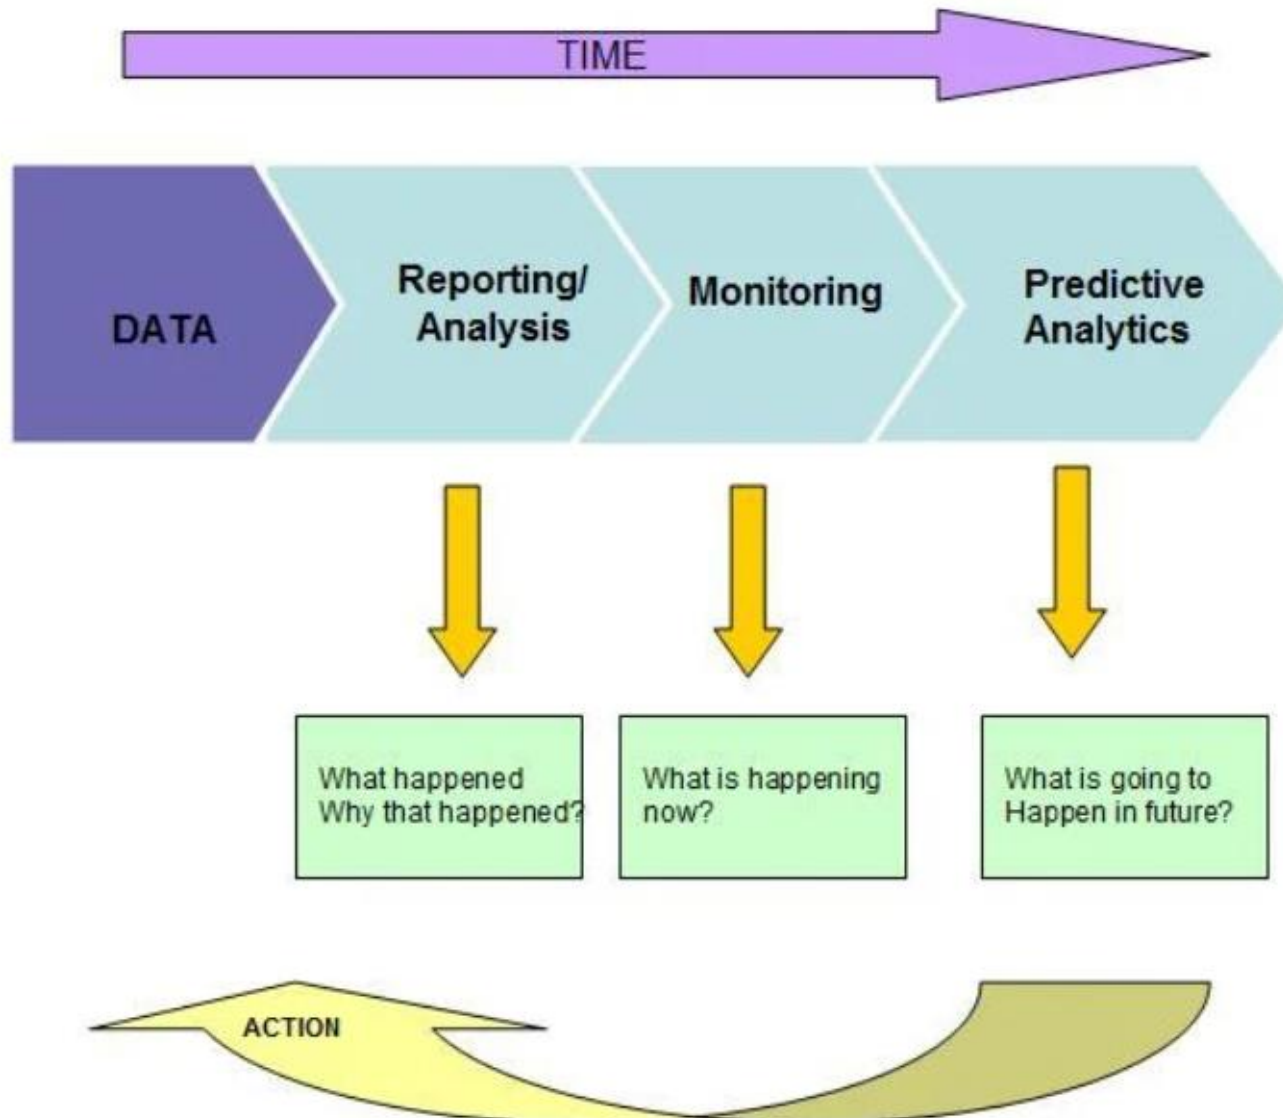 TIME
DATA
Reporting/
Analysis
Monitoring
Predictive
Analytics
What happened
Why that happened?
What is happening
now?
What is going to
Happen in future?
ACTION